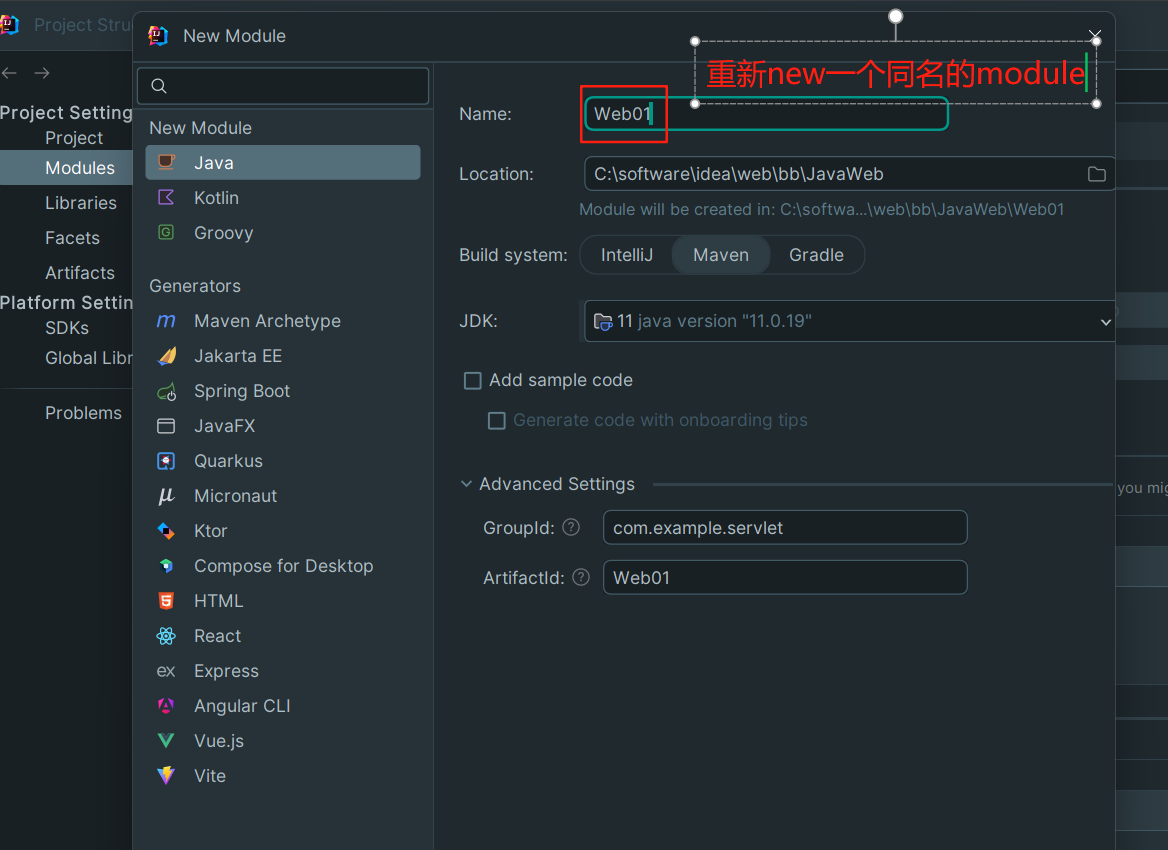 Project Stru
New Module
重新new一个同名的module
Project Setting
Project
Modules
Libraries
Facets
Artifacts
Platform Settin
SDKs
Global Libr
Problems
New Module
Java
Kotlin
Groovy
Generators
Maven Archetype
Jakarta EE
Spring Boot
JavaFX
Quarkus
Micronaut
Ktor
Compose for Desktop
HTML
React
Express
Angular CLI
Vue.js
Vite
Name: Web01
Location: C:\software\idea\web\bb\JavaWeb
Module will be created in: C:\softwa...\web\bb\JavaWeb\Web01
Build system: IntelliJ Maven Gradle
JDK: 11 java version "11.0.19"
Add sample code
Generate code with onboarding tips
Advanced Settings
GroupId: ? com.example.servlet
ArtifactId: ? Web01
you mig